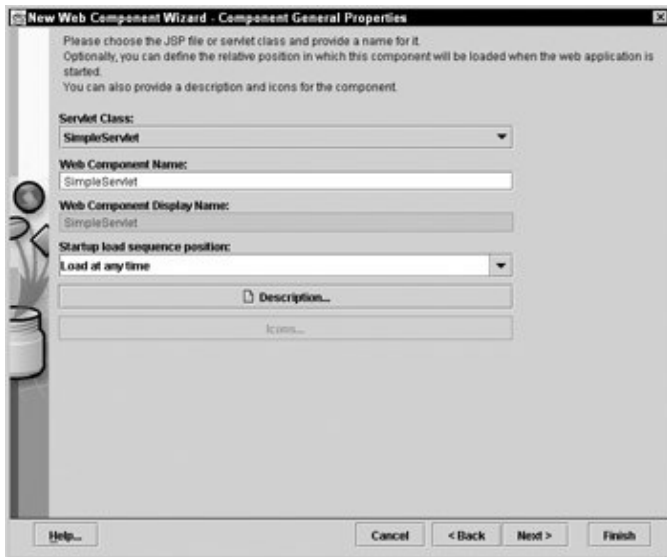 New Web Component Wizard - Component General Properties
Please choose the JSP file or servlet class and provide a name for it.
Optionally, you can define the relative position in which this component will be loaded when the web application is
started.
You can also provide a description and icons for the component.
Servlet Class:
SimpleServlet
Web Component Name:
SimpleServlet
Web Component Display Name:
SimpleServlet
Startup load sequence position:
Load at any time
Description...
Icons...
Help... Cancel < Back Next > Finish